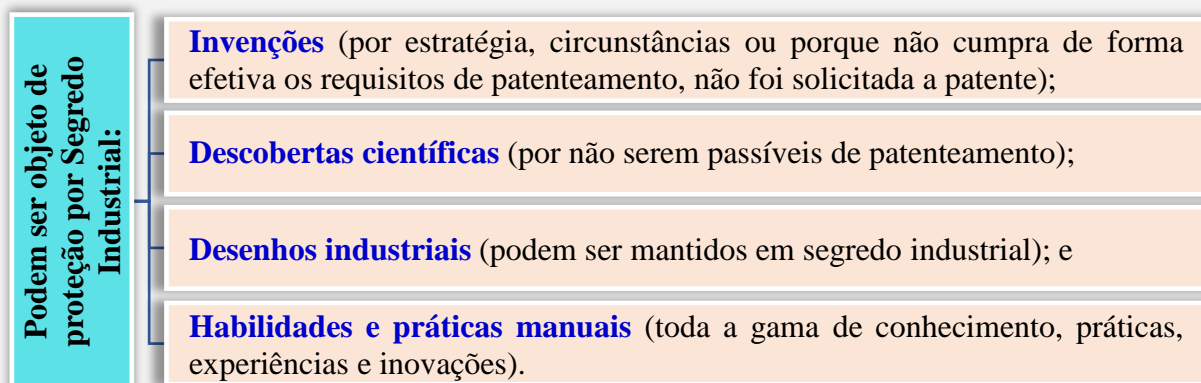 Podem ser objeto de
proteção por Segredo
Industrial:
Invenções (por estratégia, circunstâncias ou porque não cumpra de forma
efetiva os requisitos de patenteamento, não foi solicitada a patente);
Descobertas científicas (por não serem passíveis de patenteamento);
Desenhos industriais (podem ser mantidos em segredo industrial); e
Habilidades e práticas manuais (toda a gama de conhecimento, práticas,
experiências e inovações).